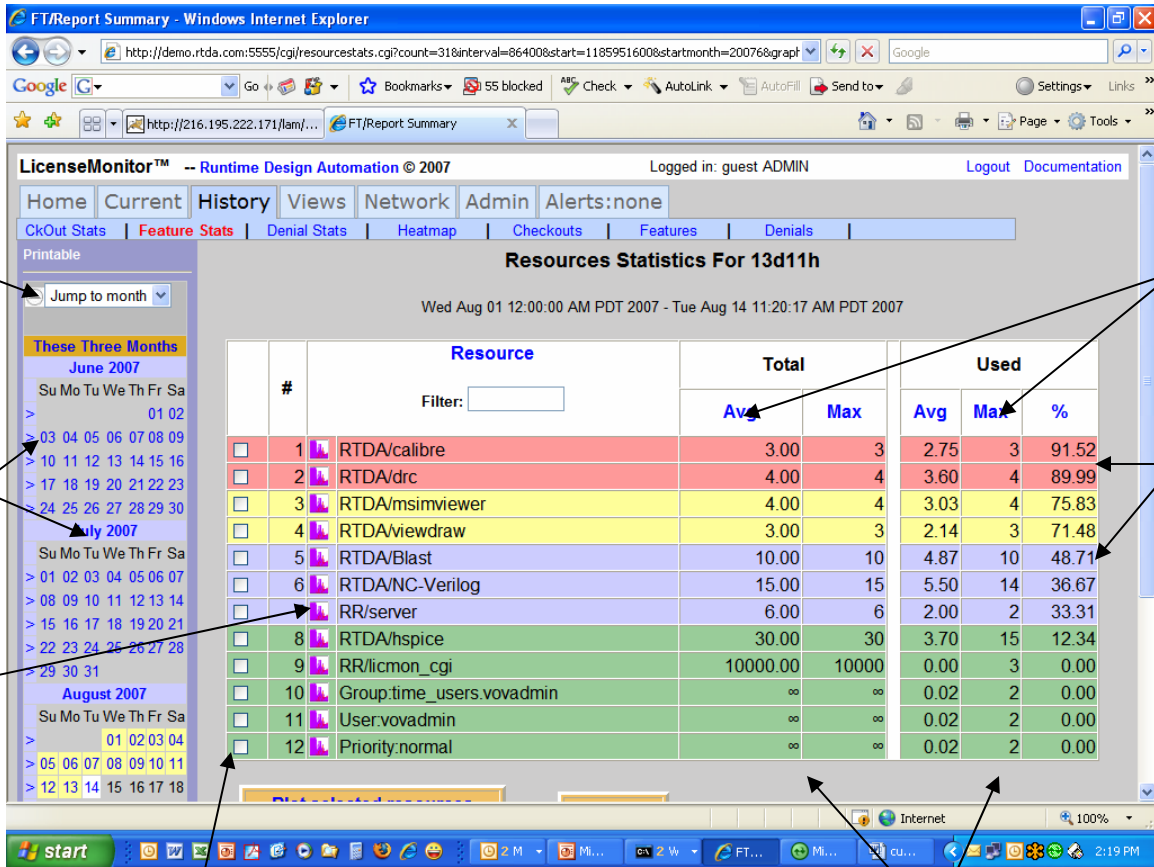 FT/Report Summary - Windows Internet Explorer
http://demo.rtda.com:5555/cgi/resourcestats.cgi?count=31&interval=86400&start=1185951600&startmonth=20076&graph
Google
Google G
Go
Bookmarks
55 blocked
Check
AutoLink
AutoFill
Send to
Settings
Links
http://216.195.222.171/lam/...
FT/Report Summary
Page
Tools
LicenseMonitor™ -- Runtime Design Automation © 2007
Logged in: guest ADMIN
Logout Documentation
Home Current History Views Network Admin Alerts:none
CkOut Stats | Feature Stats | Denial Stats | Heatmap | Checkouts | Features | Denials |
Printable
Jump to month
Resources Statistics For 13d11h
Wed Aug 01 12:00:00 AM PDT 2007 - Tue Aug 14 11:20:17 AM PDT 2007
These Three Months
June 2007
Su Mo Tu We Th Fr Sa
> 01 02
> 03 04 05 06 07 08 09
> 10 11 12 13 14 15 16
> 17 18 19 20 21 22 23
> 24 25 26 27 28 29 30
July 2007
Su Mo Tu We Th Fr Sa
> 01 02 03 04 05 06 07
> 08 09 10 11 12 13 14
> 15 16 17 18 19 20 21
> 22 23 24 25 26 27 28
> 29 30 31
August 2007
Su Mo Tu We Th Fr Sa
> 01 02 03 04
> 05 06 07 08 09 10 11
> 12 13 14 15 16 17 18
# Resource Total Used
Filter:
Avg Max Avg Max %
1 RTDA/calibre 3.00 3 2.75 3 91.52
2 RTDA/drc 4.00 4 3.60 4 89.99
3 RTDA/msimviewer 4.00 4 3.03 4 75.83
4 RTDA/viewdraw 3.00 3 2.14 3 71.48
5 RTDA/Blast 10.00 10 4.87 10 48.71
6 RTDA/NC-Verilog 15.00 15 5.50 14 36.67
RR/server 6.00 6 2.00 2 33.31
8 RTDA/hspice 30.00 30 3.70 15 12.34
9 RR/licmon_cgi 10000.00 10000 0.00 3 0.00
10 Group:time_users.vovadmin ∞ ∞ 0.02 2 0.00
11 User:vovadmin ∞ ∞ 0.02 2 0.00
12 Priority:normal ∞ ∞ 0.02 2 0.00
Plot selected resources
Internet
100%
start
2 M
Mi...
2 W
FT...
Mi...
cu...
2:19 PM